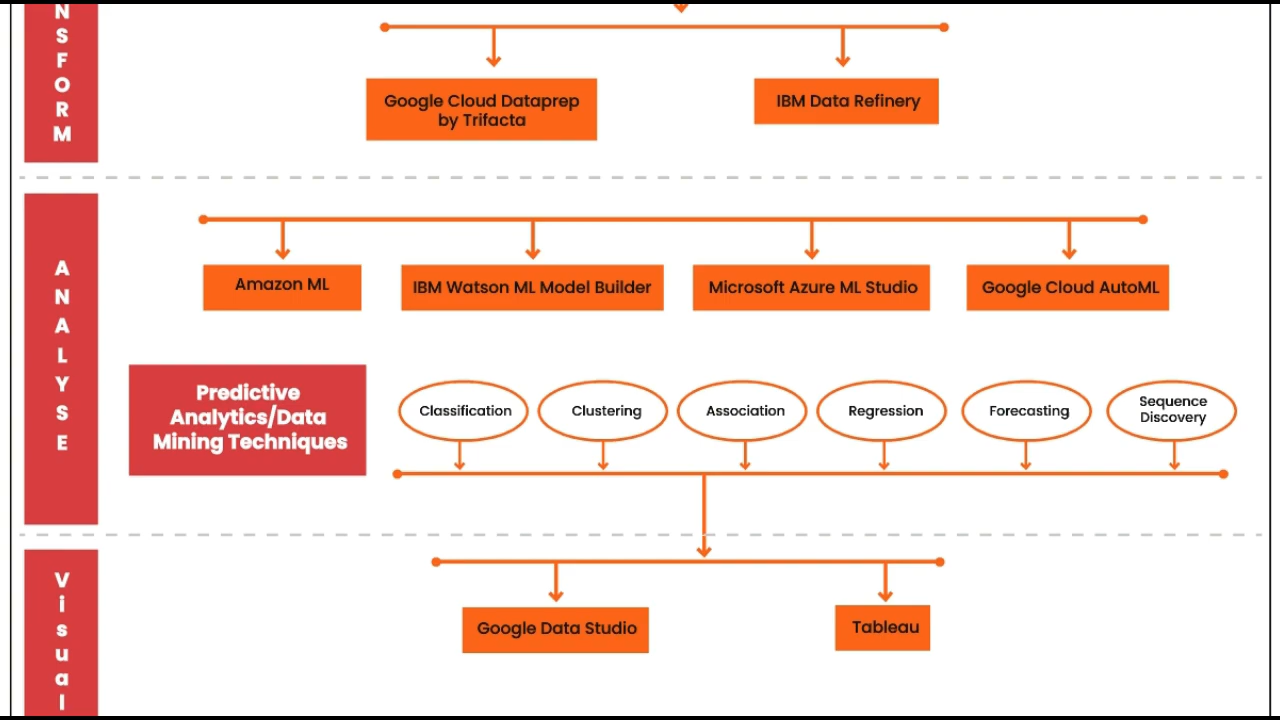 NSFORM
Google Cloud Dataprep
by Trifacta
IBM Data Refinery
ANALYSE
Amazon ML
IBM Watson ML Model Builder
Microsoft Azure ML Studio
Google Cloud AutoML
Predictive
Analytics/Data
Mining Techniques
Classification
Clustering
Association
Regression
Forecasting
Sequence
Discovery
Visual
Google Data Studio
Tableau